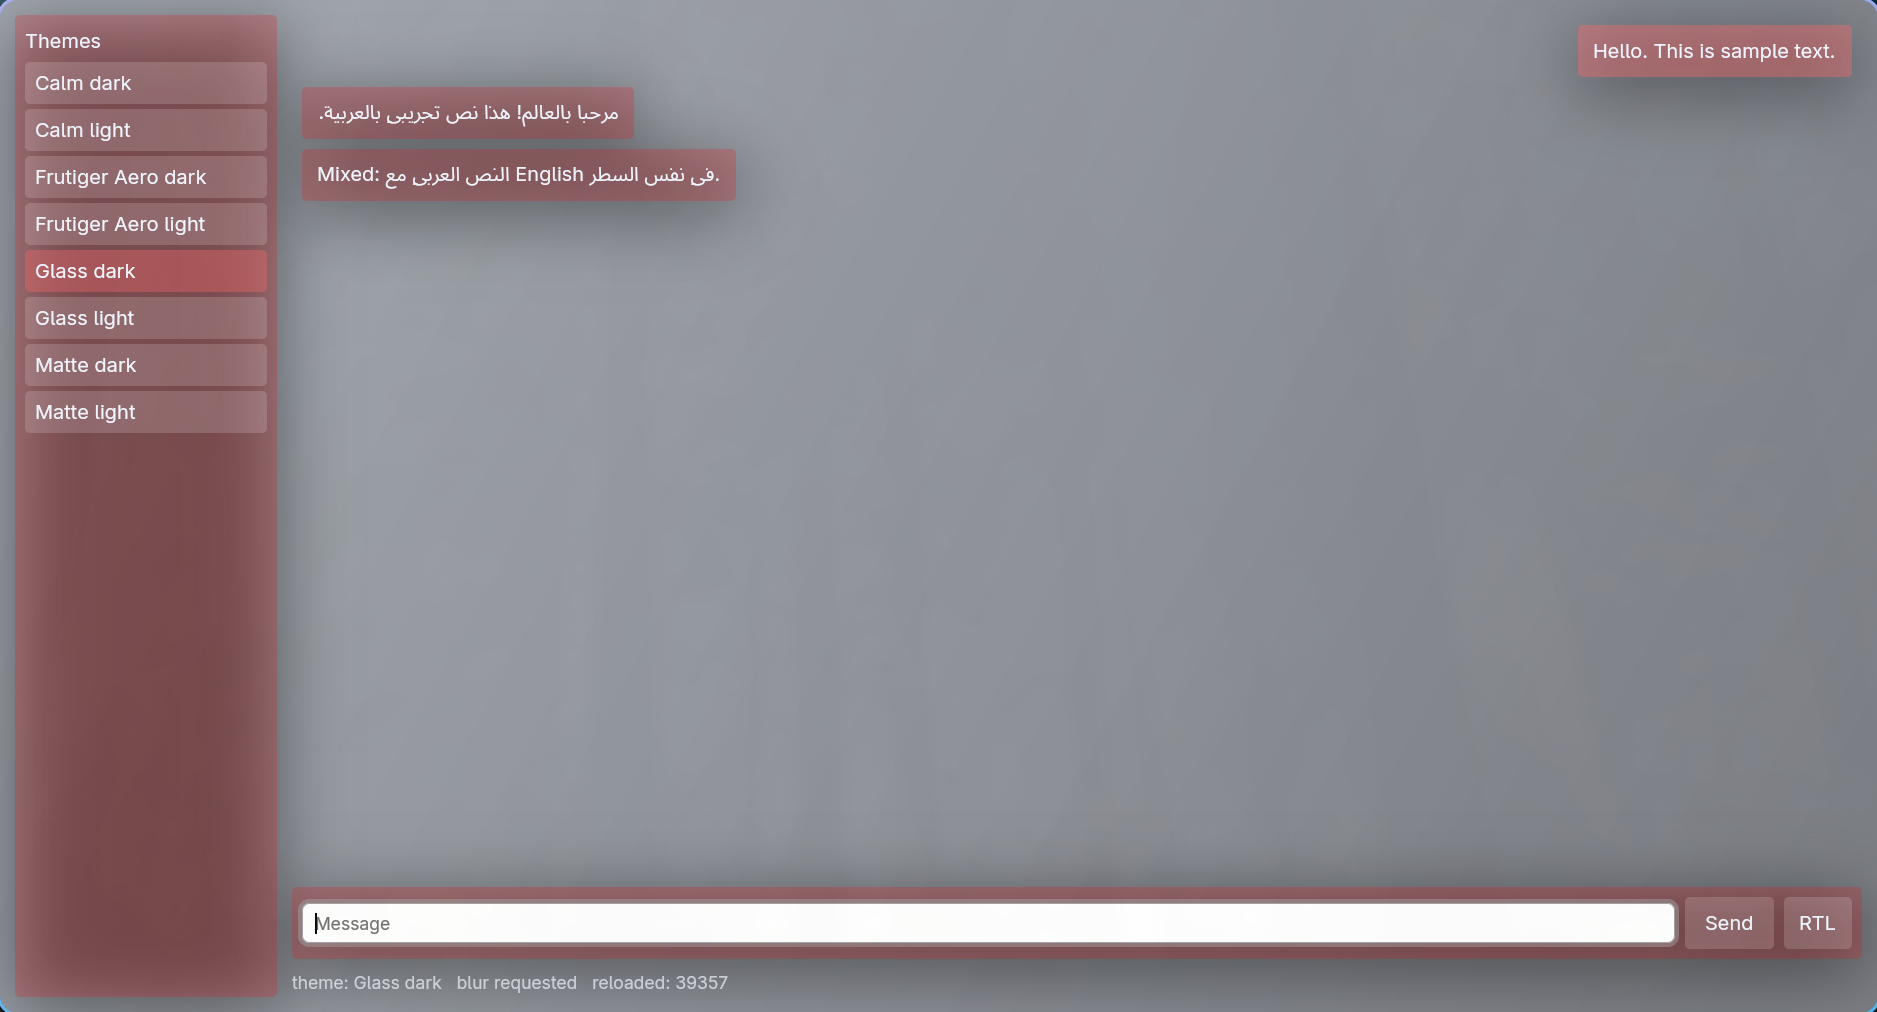 Themes
Calm dark
Calm light
Frutiger Aero dark
Frutiger Aero light
Glass dark
Glass light
Matte dark
Matte light
Hello. This is sample text.
مرحبا بالعالم! هذا نص تجريبي بالعربية.
Mixed: النص العربي مع English في نفس السطر.
Message
Send
RTL
theme: Glass dark blur requested reloaded: 39357